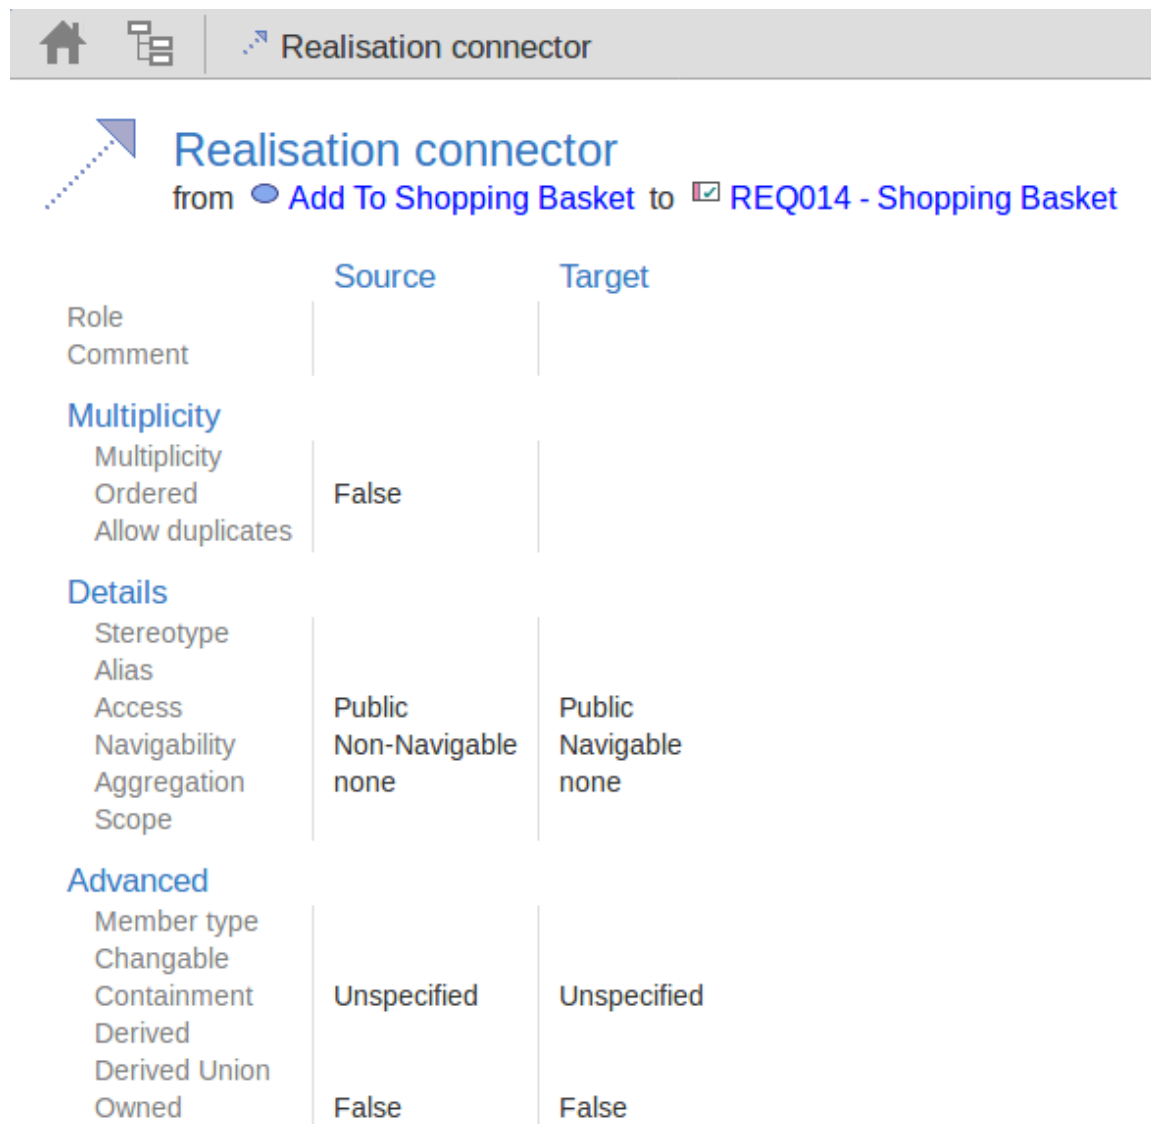 Realisation connector
Realisation connector
from Add To Shopping Basket to REQ014 - Shopping Basket
Source Target
Role
Comment
Multiplicity
Multiplicity
Ordered False
Allow duplicates
Details
Stereotype
Alias
Access Public Public
Navigability Non-Navigable Navigable
Aggregation none none
Scope
Advanced
Member type
Changable
Containment Unspecified Unspecified
Derived
Derived Union
Owned False False